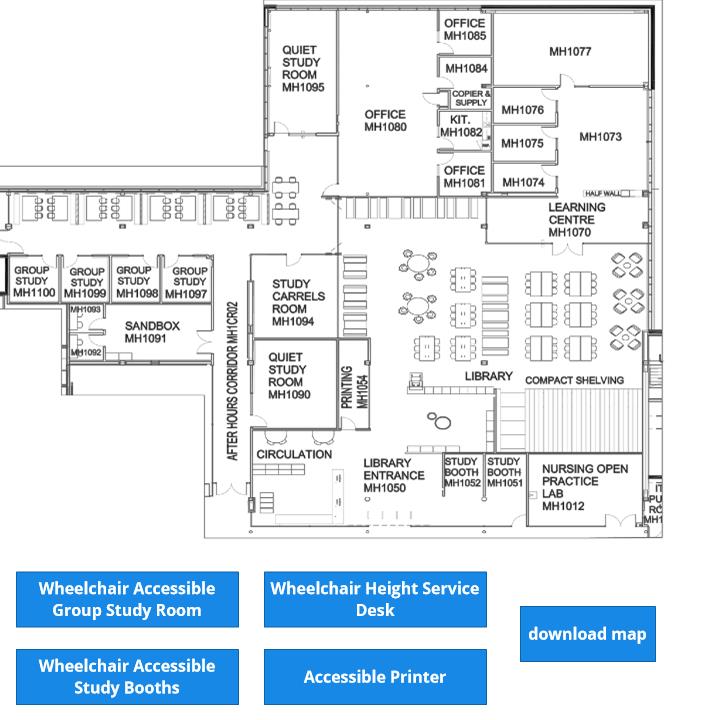 OFFICE
MH1085
QUIET
STUDY
ROOM
MH1095
MH1077
MH1084
COPIER &
SUPPLY
MH1076
OFFICE
MH1080
KIT.
MH1082
MH1075
MH1073
OFFICE
MH1081
MH1074
HALF WALL
LEARNING
CENTRE
MH1070
GROUP
STUDY
MH1100
GROUP
STUDY
MH1099
GROUP
STUDY
MH1098
GROUP
STUDY
MH1097
STUDY
CARRELS
ROOM
MH1094
MH1093
SANDBOX
MH1091
MH1092
AFTER HOURS CORRIDOR MH1CR02
QUIET
STUDY
ROOM
MH1090
PRINTING
MH1054
LIBRARY
COMPACT SHELVING
CIRCULATION
LIBRARY
ENTRANCE
MH1050
STUDY
BOOTH
MH1052
STUDY
BOOTH
MH1051
NURSING OPEN
PRACTICE
LAB
MH1012
Wheelchair Accessible
Group Study Room
Wheelchair Height Service
Desk
download map
Wheelchair Accessible
Study Booths
Accessible Printer